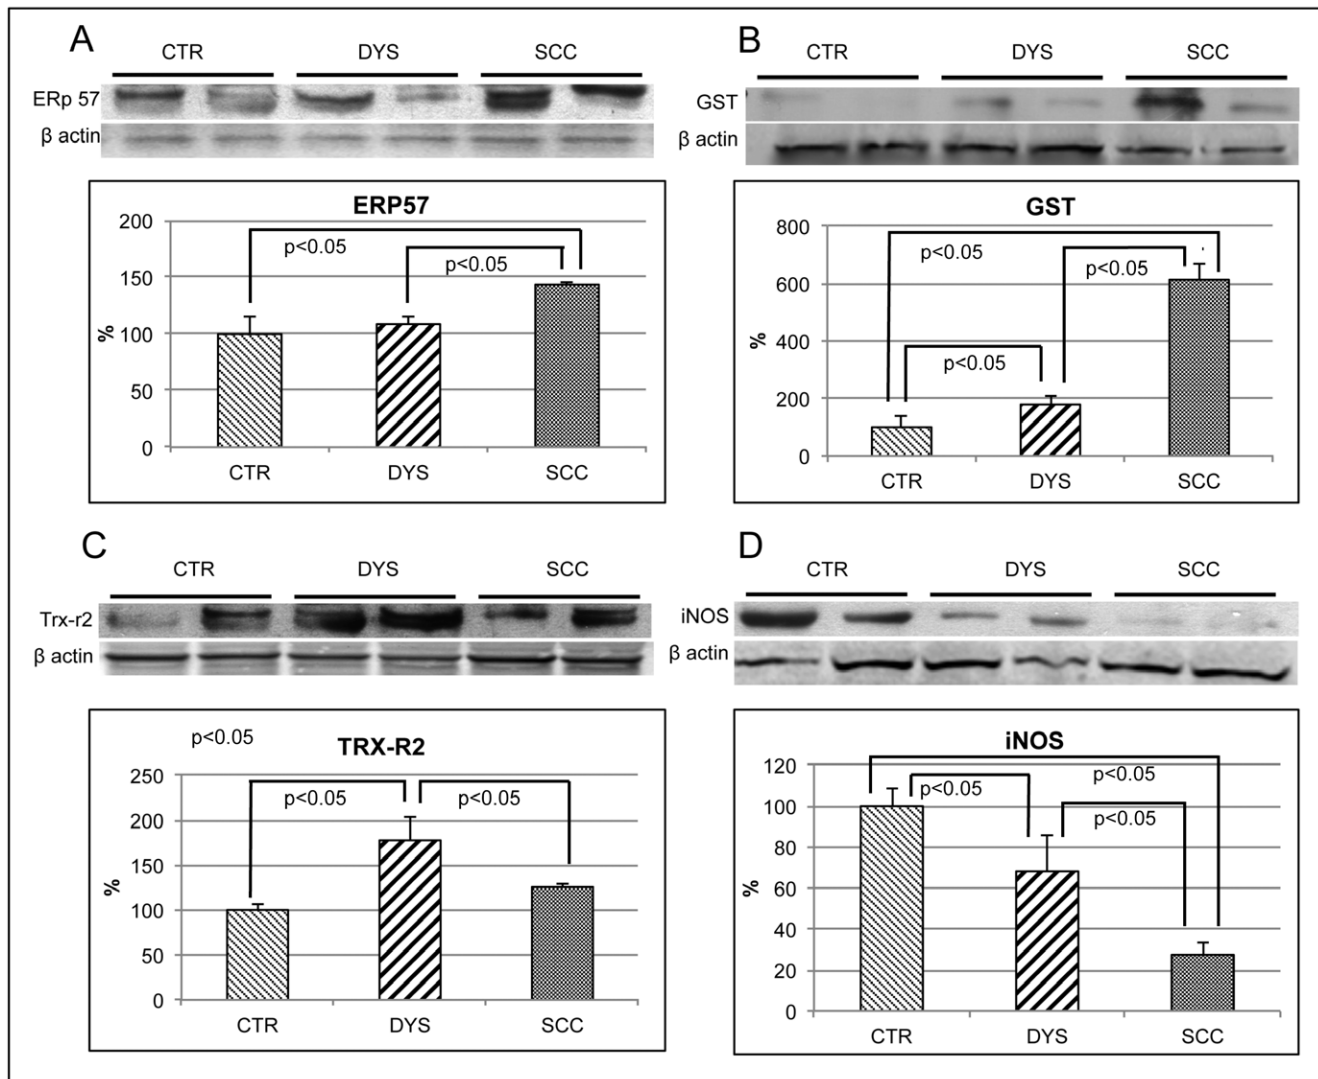 A
CTR DYS SCC
ERp 57
β actin
ERP57
200
150
100
50
0
%
p<0.05
p<0.05
CTR DYS SCC
B
CTR DYS SCC
GST
β actin
GST
800
600
400
200
0
%
p<0.05
p<0.05
p<0.05
CTR DYS SCC
C
CTR DYS SCC
Trx-r2
β actin
p<0.05
TRX-R2
250
200
150
100
50
0
%
p<0.05
p<0.05
CTR DYS SCC
D
CTR DYS SCC
iNOS
β actin
iNOS
120
100
80
60
40
20
0
%
p<0.05
p<0.05
p<0.05
CTR DYS SCC